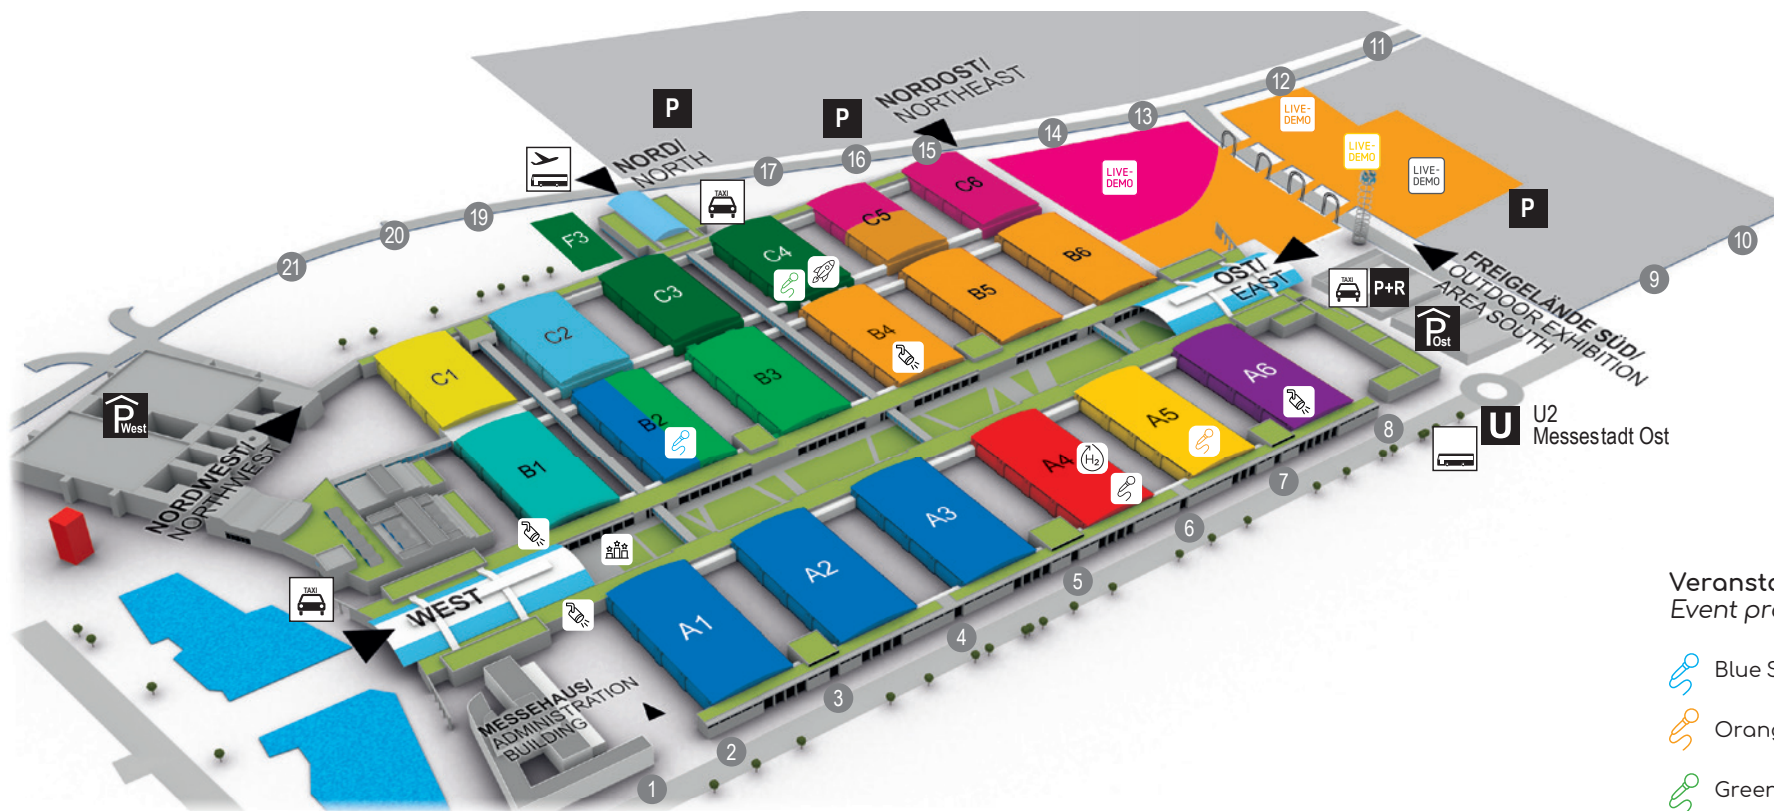 11
12
13
14
15
16
17
19
20
21
10
9
8
7
6
5
4
3
2
1
P
P
NORDOST/
NORTHEAST
NORD/
NORTH
TAXI
LIVE-
DEMO
LIVE-
DEMO
LIVE-
DEMO
LIVE-
DEMO
P
C6
C5
C4
C3
C2
C1
F3
B6
B5
B4
B3
B2
B1
A6
A5
A4
H2
A3
A2
A1
OST/
EAST
TAXI
P+R
P
Ost
FREIGELÄNDE SÜD/
OUTDOOR EXHIBITION
AREA SOUTH
P
West
NORDWEST/
NORTHWEST
TAXI
WEST
MESSEHAUS/
ADMINISTRATION
BUILDING
U
U2
Messestadt Ost
Event
Blue
Green